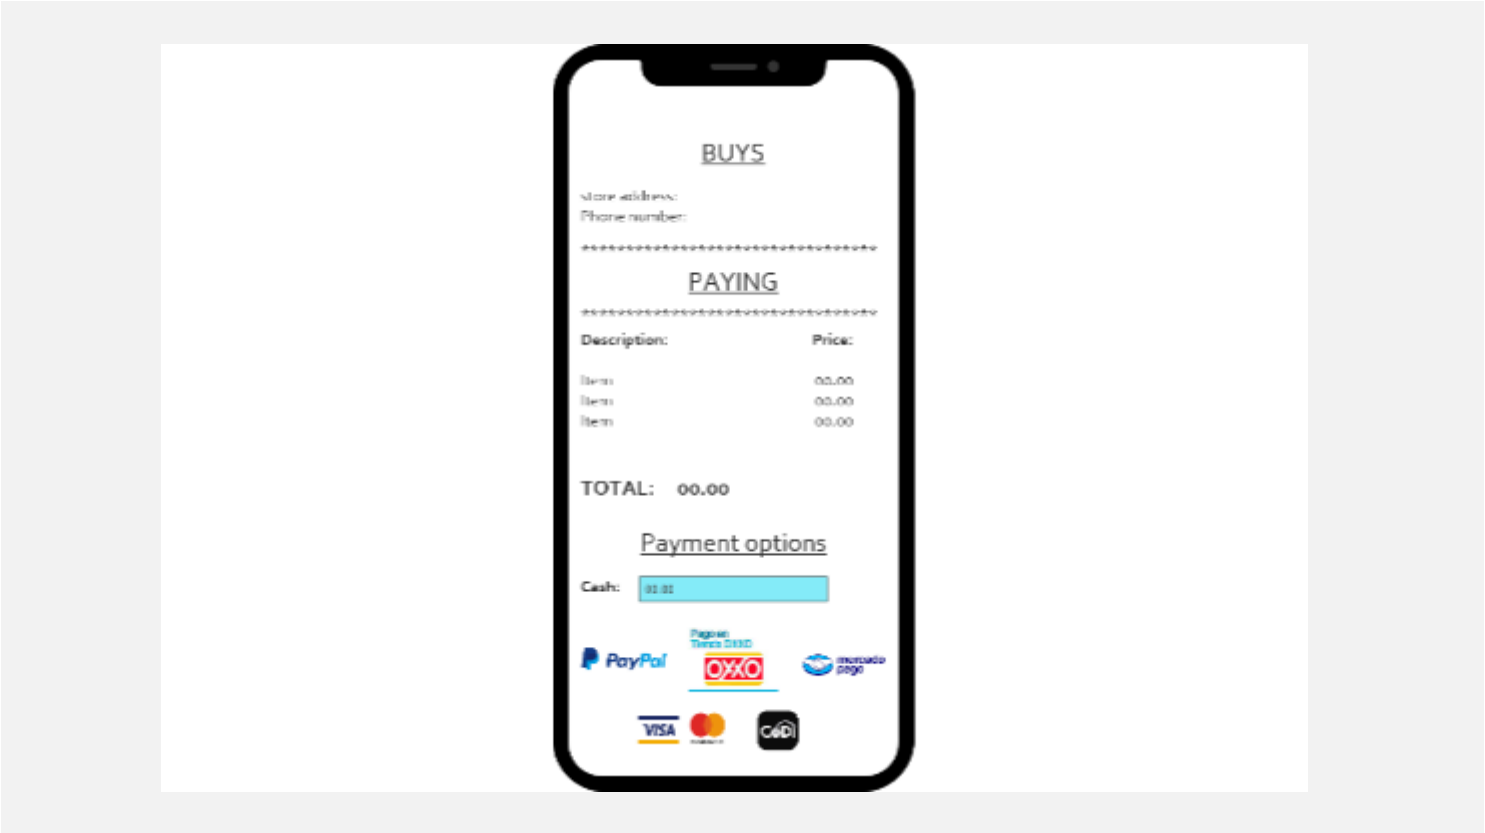 BUYS
store address:
Phone number:
*********************************
PAYING
*********************************
Description: Price:
Item 00.00
Item 00.00
Item 00.00
TOTAL: 00.00
Payment options
Cash: 00.00
Pago en
Tienda OXXO
PayPal OXXO mercado
pago
VISA CoDi